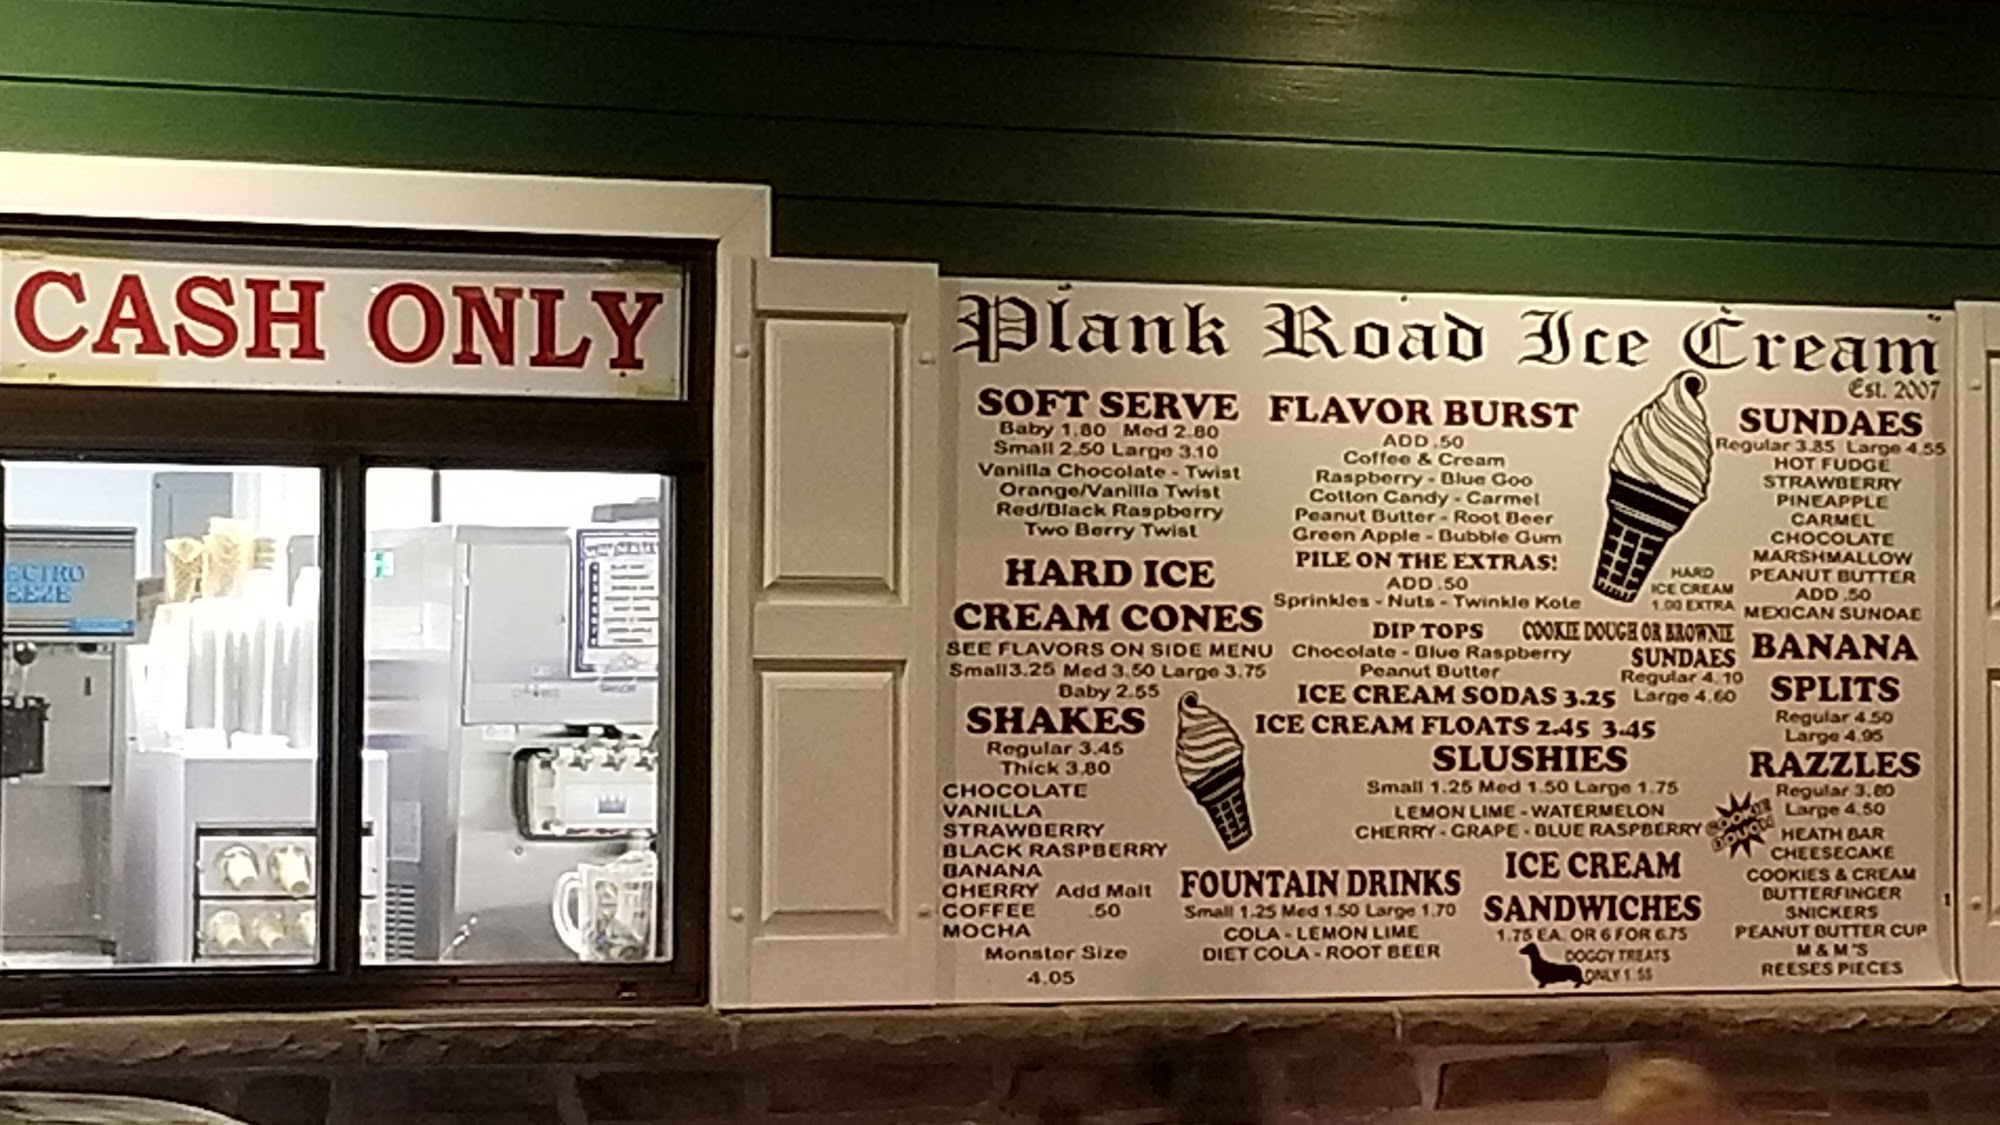 CASH ONLY
ECTRO
EEZE
Plank Road Ice Cream
Est. 2007
SOFT SERVE
Baby 1.80 Med 2.80
Small 2.50 Large 3.10
Vanilla Chocolate - Twist
Orange/Vanilla Twist
Red/Black Raspberry
Two Berry Twist
HARD ICE
CREAM CONES
SEE FLAVORS ON SIDE MENU
Small3.25 Med 3.50 Large 3.75
Baby 2.55
SHAKES
Regular 3.45
Thick 3.80
CHOCOLATE
VANILLA
STRAWBERRY
BLACK RASPBERRY
BANANA
CHERRY Add Malt
COFFEE .50
MOCHA
Monster Size
4.05
FLAVOR BURST
ADD .50
Coffee & Cream
Raspberry - Blue Goo
Cotton Candy - Carmel
Peanut Butter - Root Beer
Green Apple - Bubble Gum
PILE ON THE EXTRAS!
ADD .50
Sprinkles - Nuts - Twinkle Kote
DIP TOPS
Chocolate - Blue Raspberry
Peanut Butter
HARD
ICE CREAM
1.00 EXTRA
COOKIE DOUGH OR BROWNIE
SUNDAES
Regular 4.10
Large 4.60
ICE CREAM SODAS 3.25
ICE CREAM FLOATS 2.45 3.45
SLUSHIES
Small 1.25 Med 1.50 Large 1.75
LEMON LIME - WATERMELON
CHERRY - GRAPE - BLUE RASPBERRY
FOUNTAIN DRINKS
Small 1.25 Med 1.50 Large 1.70
COLA - LEMON LIME
DIET COLA - ROOT BEER
ICE CREAM
SANDWICHES
1.75 EA. OR 6 FOR 6.75
DOGGY TREATS
ONLY 1.55
SUNDAES
Regular 3.85 Large 4.55
HOT FUDGE
STRAWBERRY
PINEAPPLE
CARMEL
CHOCOLATE
MARSHMALLOW
PEANUT BUTTER
ADD .50
MEXICAN SUNDAE
BANANA
SPLITS
Regular 4.50
Large 4.95
RAZZLES
Regular 3.80
Large 4.50
COOKIE
DOUGH
HEATH BAR
CHEESECAKE
COOKIES & CREAM
BUTTERFINGER
SNICKERS
PEANUT BUTTER CUP
M & M'S
REESES PIECES